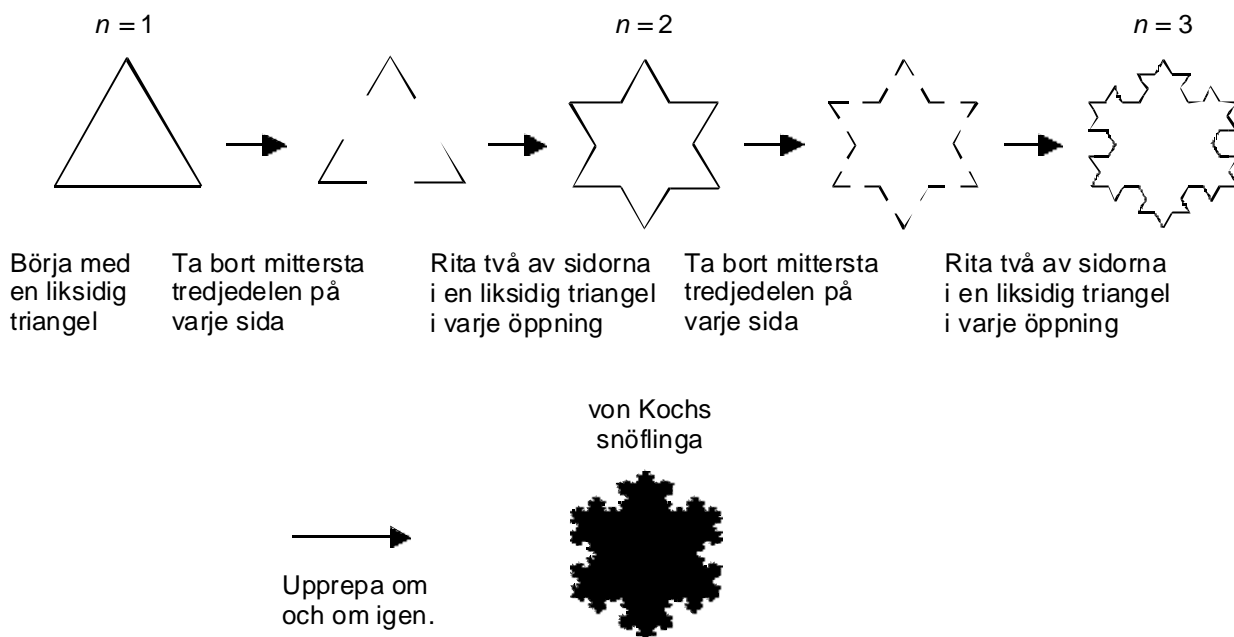 n = 1
n = 2
n = 3
Börja med
en liksidig
triangel
Ta bort mittersta
tredjedelen på
varje sida
Rita två av sidorna
i en liksidig triangel
i varje öppning
Ta bort mittersta
tredjedelen på
varje sida
Rita två av sidorna
i en liksidig triangel
i varje öppning
von Kochs
snöflinga
Upprepa om
och om igen.